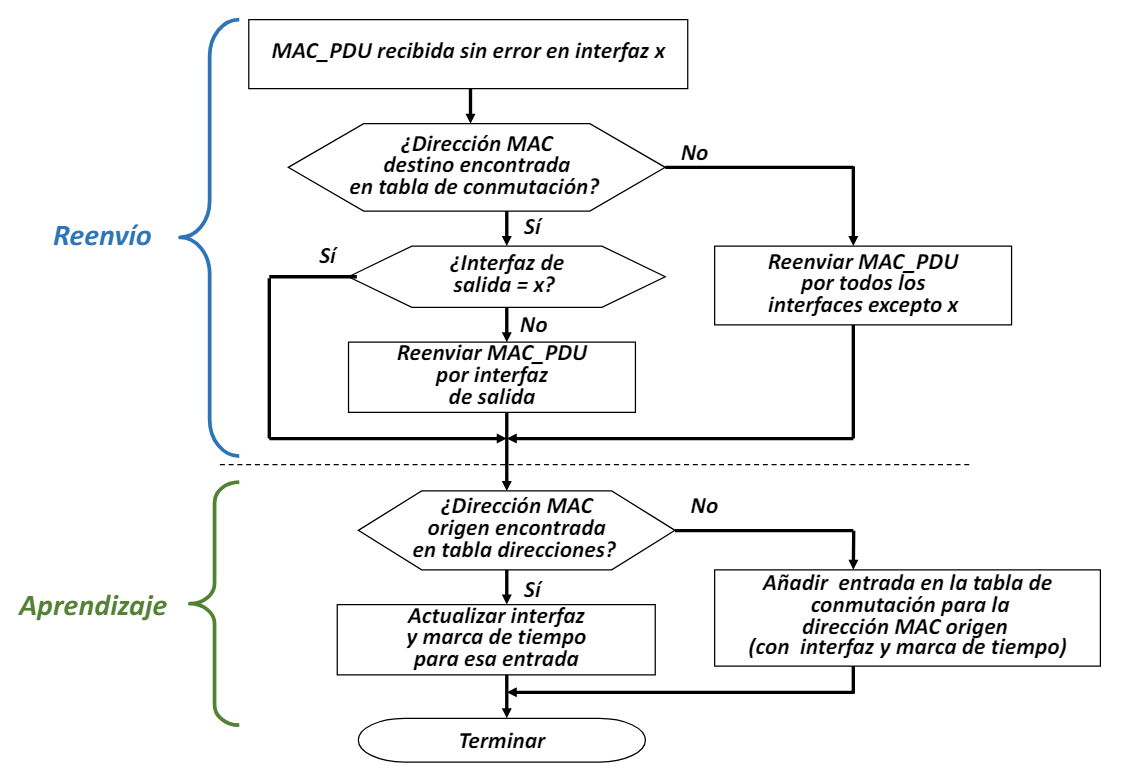 MAC_PDU recibida sin error en interfaz x
¿Dirección MAC
destino encontrada
en tabla de conmutación?
No
Sí
Reenvío
Sí
¿Interfaz de
salida = x?
Reenviar MAC_PDU
por todos los
interfaces excepto x
No
Reenviar MAC_PDU
por interfaz
de salida
¿Dirección MAC
origen encontrada
en tabla direcciones?
No
Sí
Aprendizaje
Actualizar interfaz
y marca de tiempo
para esa entrada
Añadir entrada en la tabla de
conmutación para la
dirección MAC origen
(con interfaz y marca de tiempo)
Terminar